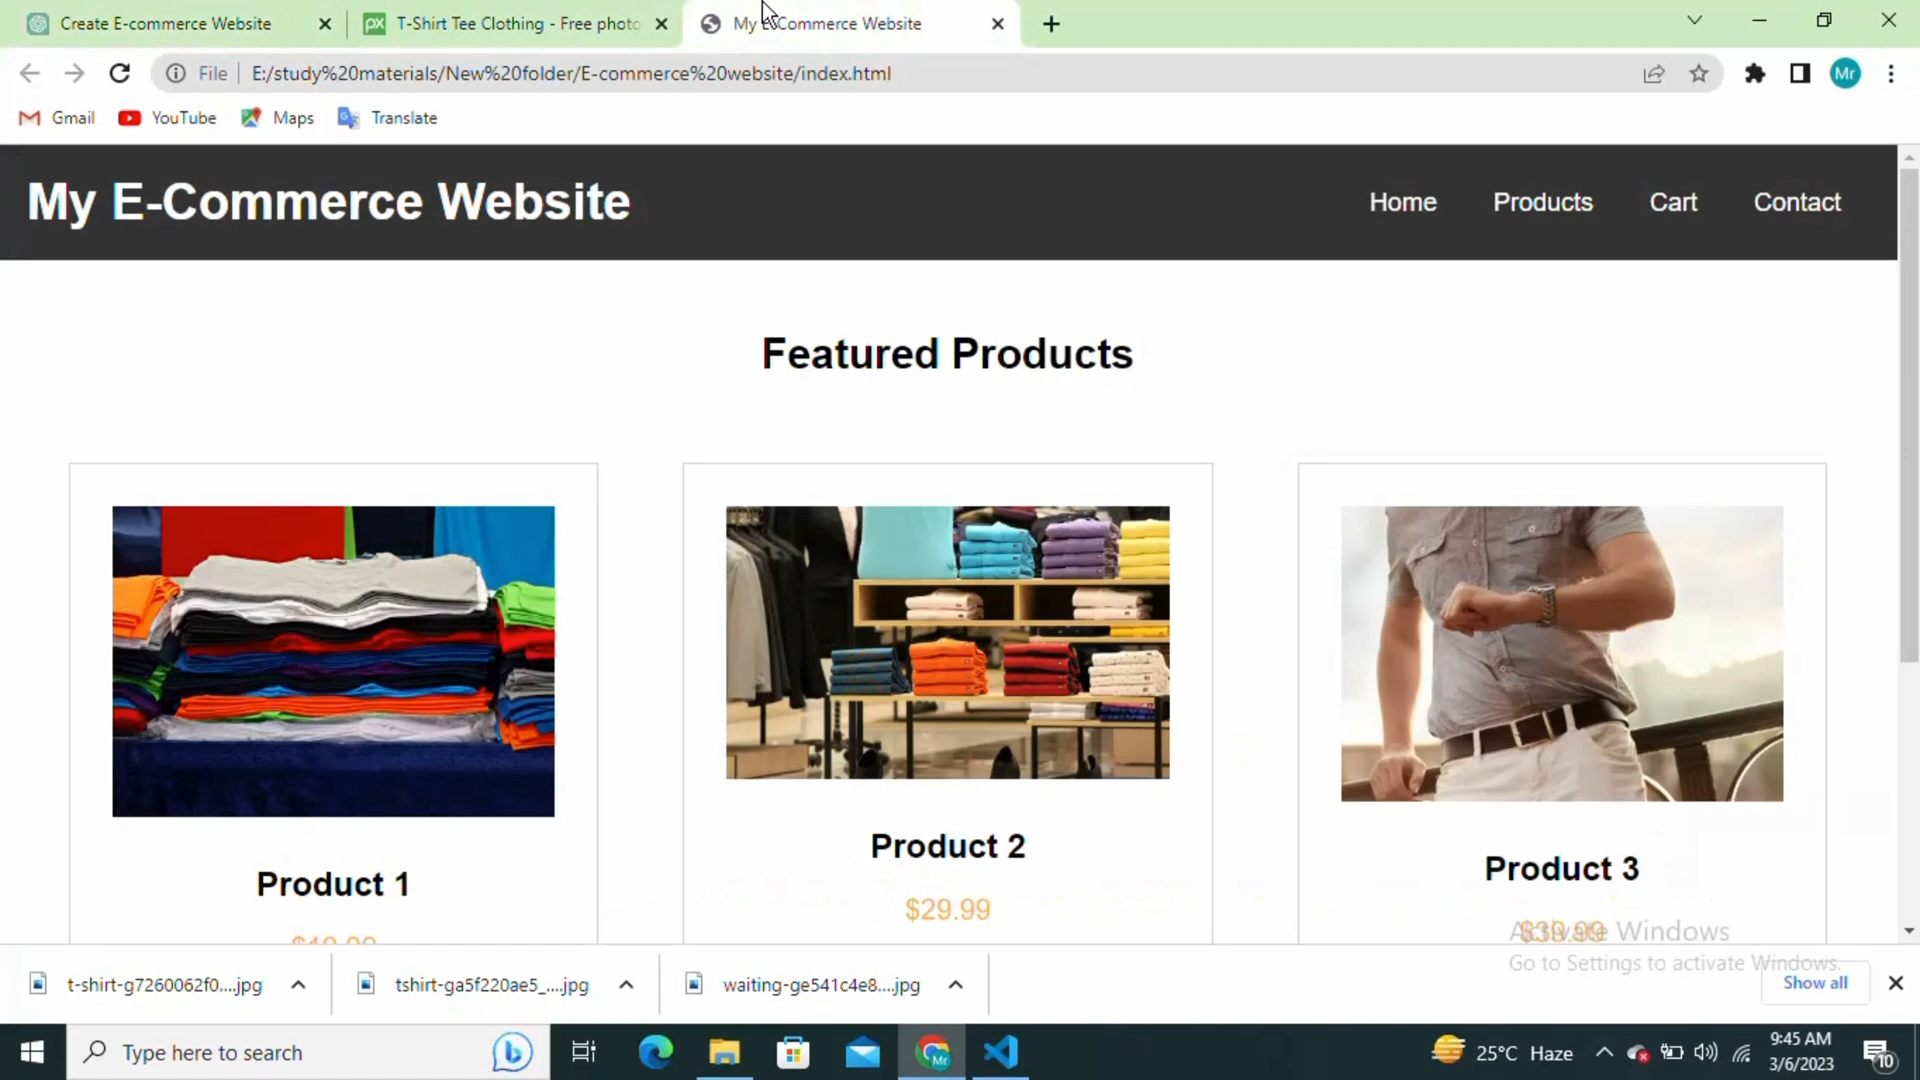 Create E-commerce Website
T-Shirt Tee Clothing - Free photo
My E-Commerce Website
File
E:/study%20materials/New%20folder/E-commerce%20website/index.html
Mr
Gmail
YouTube
Maps
Translate
My E-Commerce Website
Home
Products
Cart
Contact
Featured Products
Product 1
Product 2
$29.99
Product 3
$39.99
Activate Windows
Go to Settings to activate Windows.
t-shirt-g7260062f0....jpg
tshirt-ga5f220ae5_....jpg
waiting-ge541c4e8....jpg
Show all
Type here to search
Mr
25°C Haze
9:45 AM
3/6/2023
10